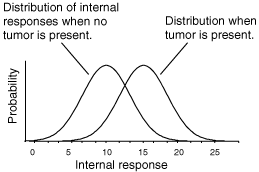 Distribution of internal
responses when no
tumor is present.
Distribution when
tumor is present.
Probability
0 5 10 15 20 25
Internal response